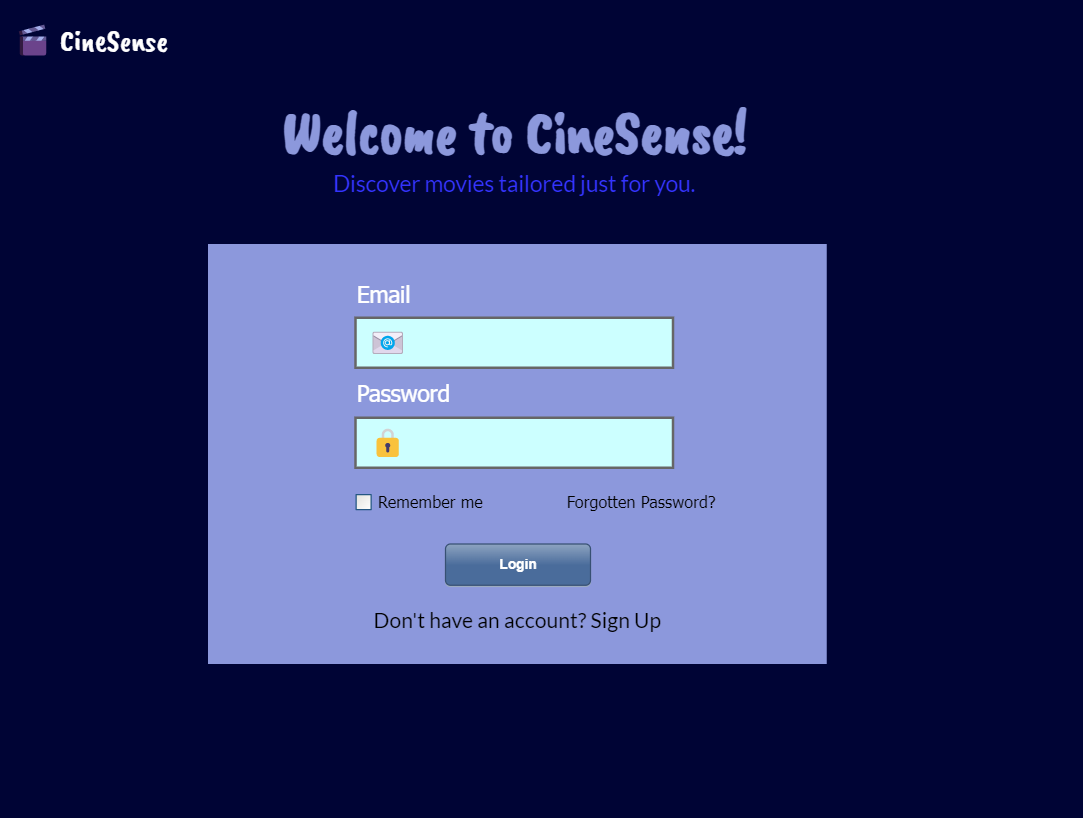 CineSense
Welcome to CineSense!
Discover movies tailored just for you.
Email
@
Password
Remember me Forgotten Password?
Login
Don't have an account? Sign Up